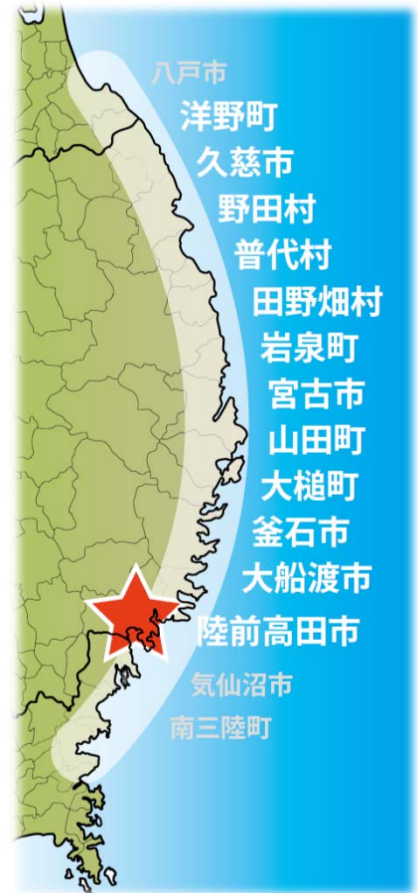 八戸市
洋野町
久慈市
野田村
普代村
田野畑村
岩泉町
宮古市
山田町
大槌町
釜石市
大船渡市
陸前高田市
気仙沼市
南三陸町